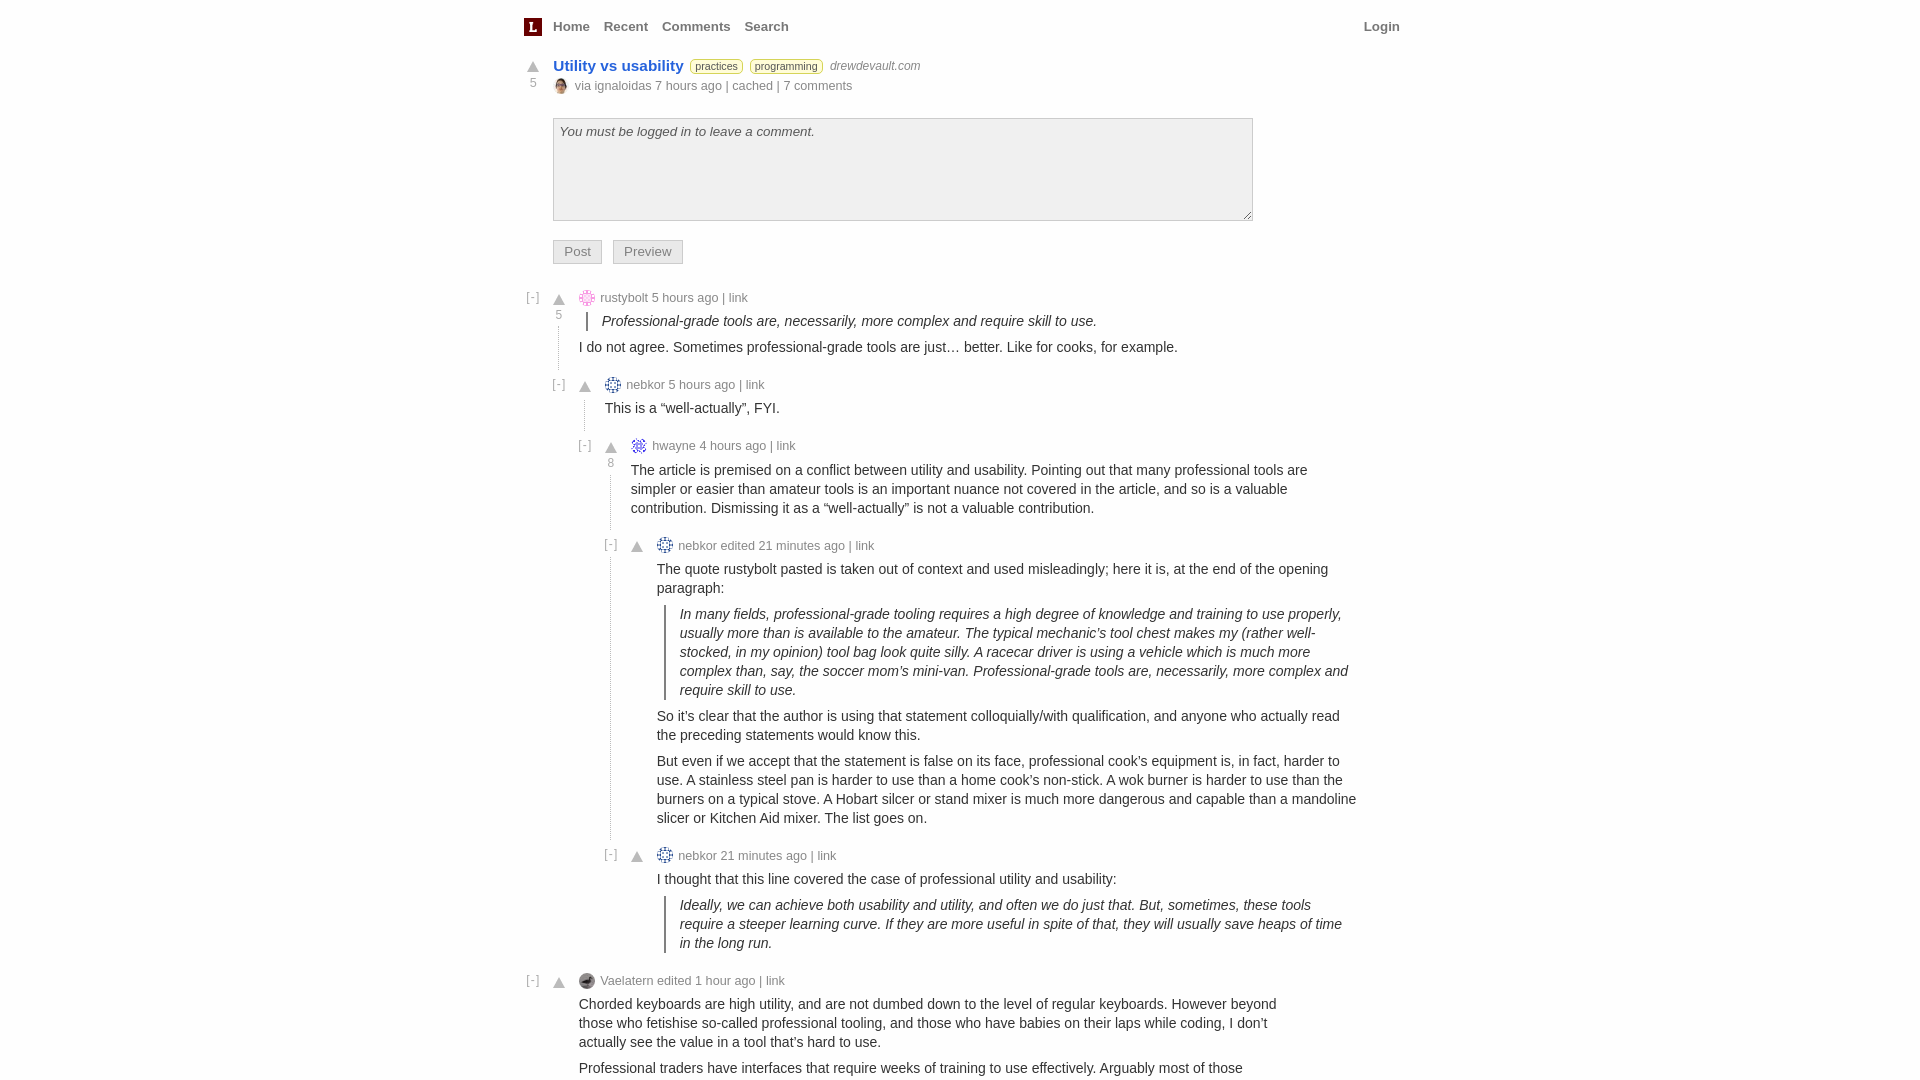 L Home Recent Comments Search Login
Utility vs usability practices programming drewdevault.com
5
via ignaloidas 7 hours ago | cached | 7 comments
You must be logged in to leave a comment.
Post Preview
[-] rustybolt 5 hours ago | link
5
Professional-grade tools are, necessarily, more complex and require skill to use.
I do not agree. Sometimes professional-grade tools are just… better. Like for cooks, for example.
[-] nebkor 5 hours ago | link
This is a “well-actually”, FYI.
[-] hwayne 4 hours ago | link
8
The article is premised on a conflict between utility and usability. Pointing out that many professional tools are
simpler or easier than amateur tools is an important nuance not covered in the article, and so is a valuable
contribution. Dismissing it as a “well-actually” is not a valuable contribution.
[-] nebkor edited 21 minutes ago | link
The quote rustybolt pasted is taken out of context and used misleadingly; here it is, at the end of the opening
paragraph:
In many fields, professional-grade tooling requires a high degree of knowledge and training to use properly,
usually more than is available to the amateur. The typical mechanic’s tool chest makes my (rather well-
stocked, in my opinion) tool bag look quite silly. A racecar driver is using a vehicle which is much more
complex than, say, the soccer mom’s mini-van. Professional-grade tools are, necessarily, more complex and
require skill to use.
So it’s clear that the author is using that statement colloquially/with qualification, and anyone who actually read
the preceding statements would know this.
But even if we accept that the statement is false on its face, professional cook’s equipment is, in fact, harder to
use. A stainless steel pan is harder to use than a home cook’s non-stick. A wok burner is harder to use than the
burners on a typical stove. A Hobart silcer or stand mixer is much more dangerous and capable than a mandoline
slicer or Kitchen Aid mixer. The list goes on.
[-] nebkor 21 minutes ago | link
I thought that this line covered the case of professional utility and usability:
Ideally, we can achieve both usability and utility, and often we do just that. But, sometimes, these tools
require a steeper learning curve. If they are more useful in spite of that, they will usually save heaps of time
in the long run.
[-] Vaelatern edited 1 hour ago | link
Chorded keyboards are high utility, and are not dumbed down to the level of regular keyboards. However beyond
those who fetishise so-called professional tooling, and those who have babies on their laps while coding, I don’t
actually see the value in a tool that’s hard to use.
Professional traders have interfaces that require weeks of training to use effectively. Arguably most of those